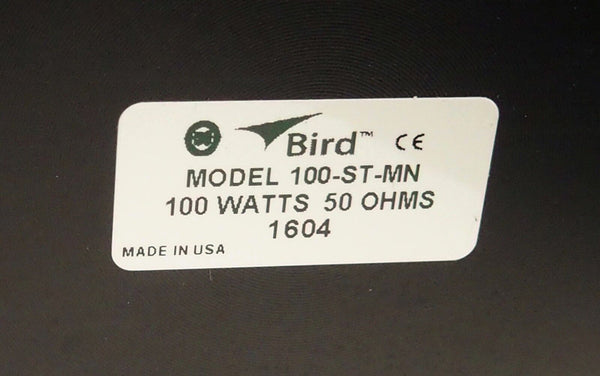 Bird™ CE
MODEL 100-ST-MN
100 WATTS 50 OHMS
1604
MADE IN USA